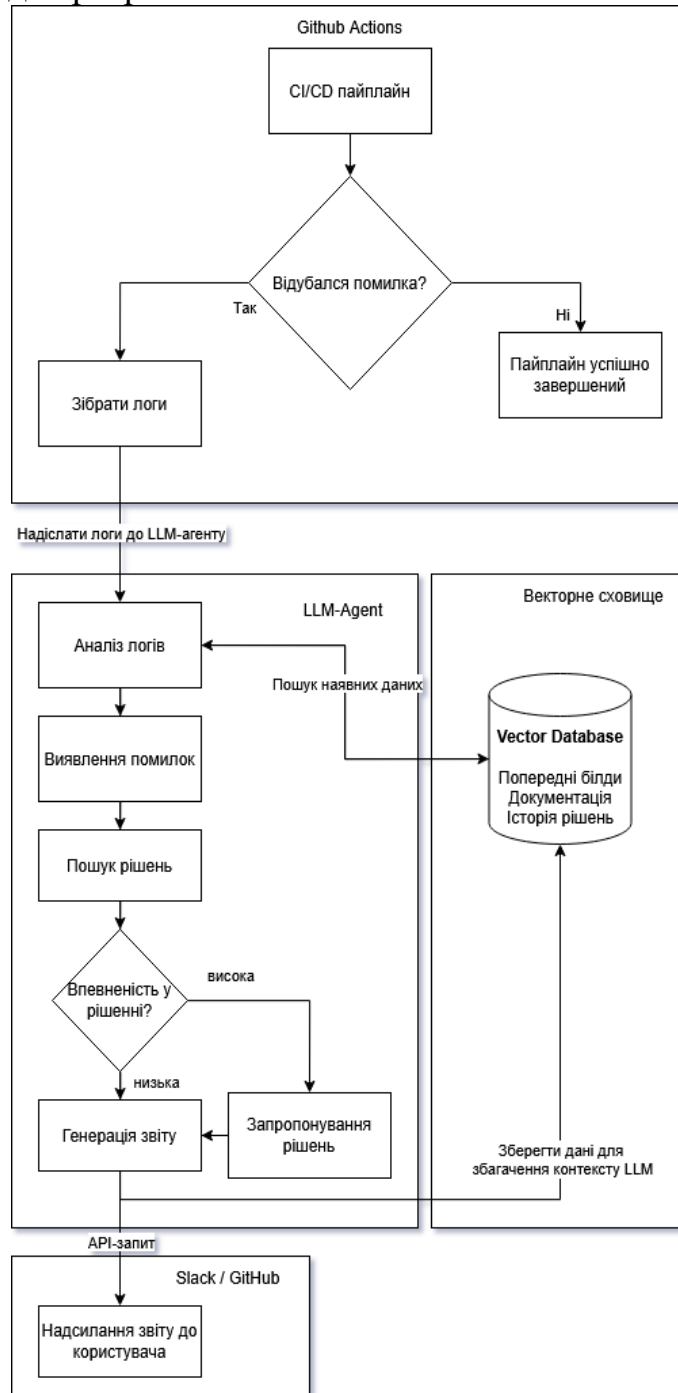 Github Actions
CI/CD пайплайн
Відубался помилка?
Так
Ні
Зібрати логи
Пайплайн успішно
завершений
Надіслати логи до LLM-агенту
LLM-Agent
Векторне сховище
Аналіз логів
Пошук наявних даних
Vector Database
Попередні білди
Документація
Історія рішень
Виявлення помилок
Пошук рішень
Впевненість у
рішенні?
висока
низька
Генерація звіту
Запропонування
рішень
Зберегти дані для
збагачення контексту LLM
API-запит
Slack / GitHub
Надсилання звіту до
користувача